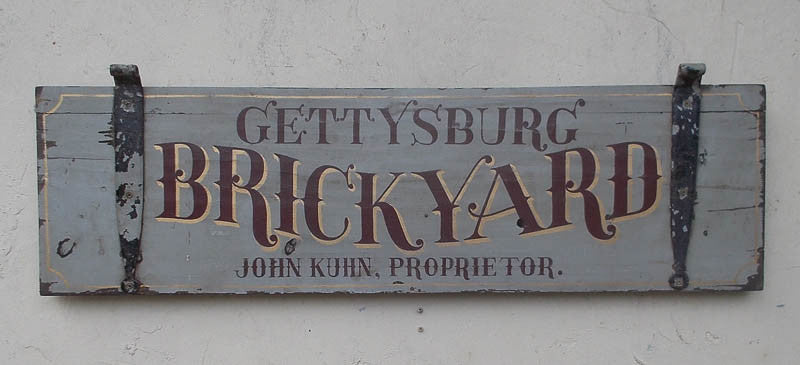 GETTYSBURG
BRICKYARD
JOHN KUHN, PROPRIETOR.